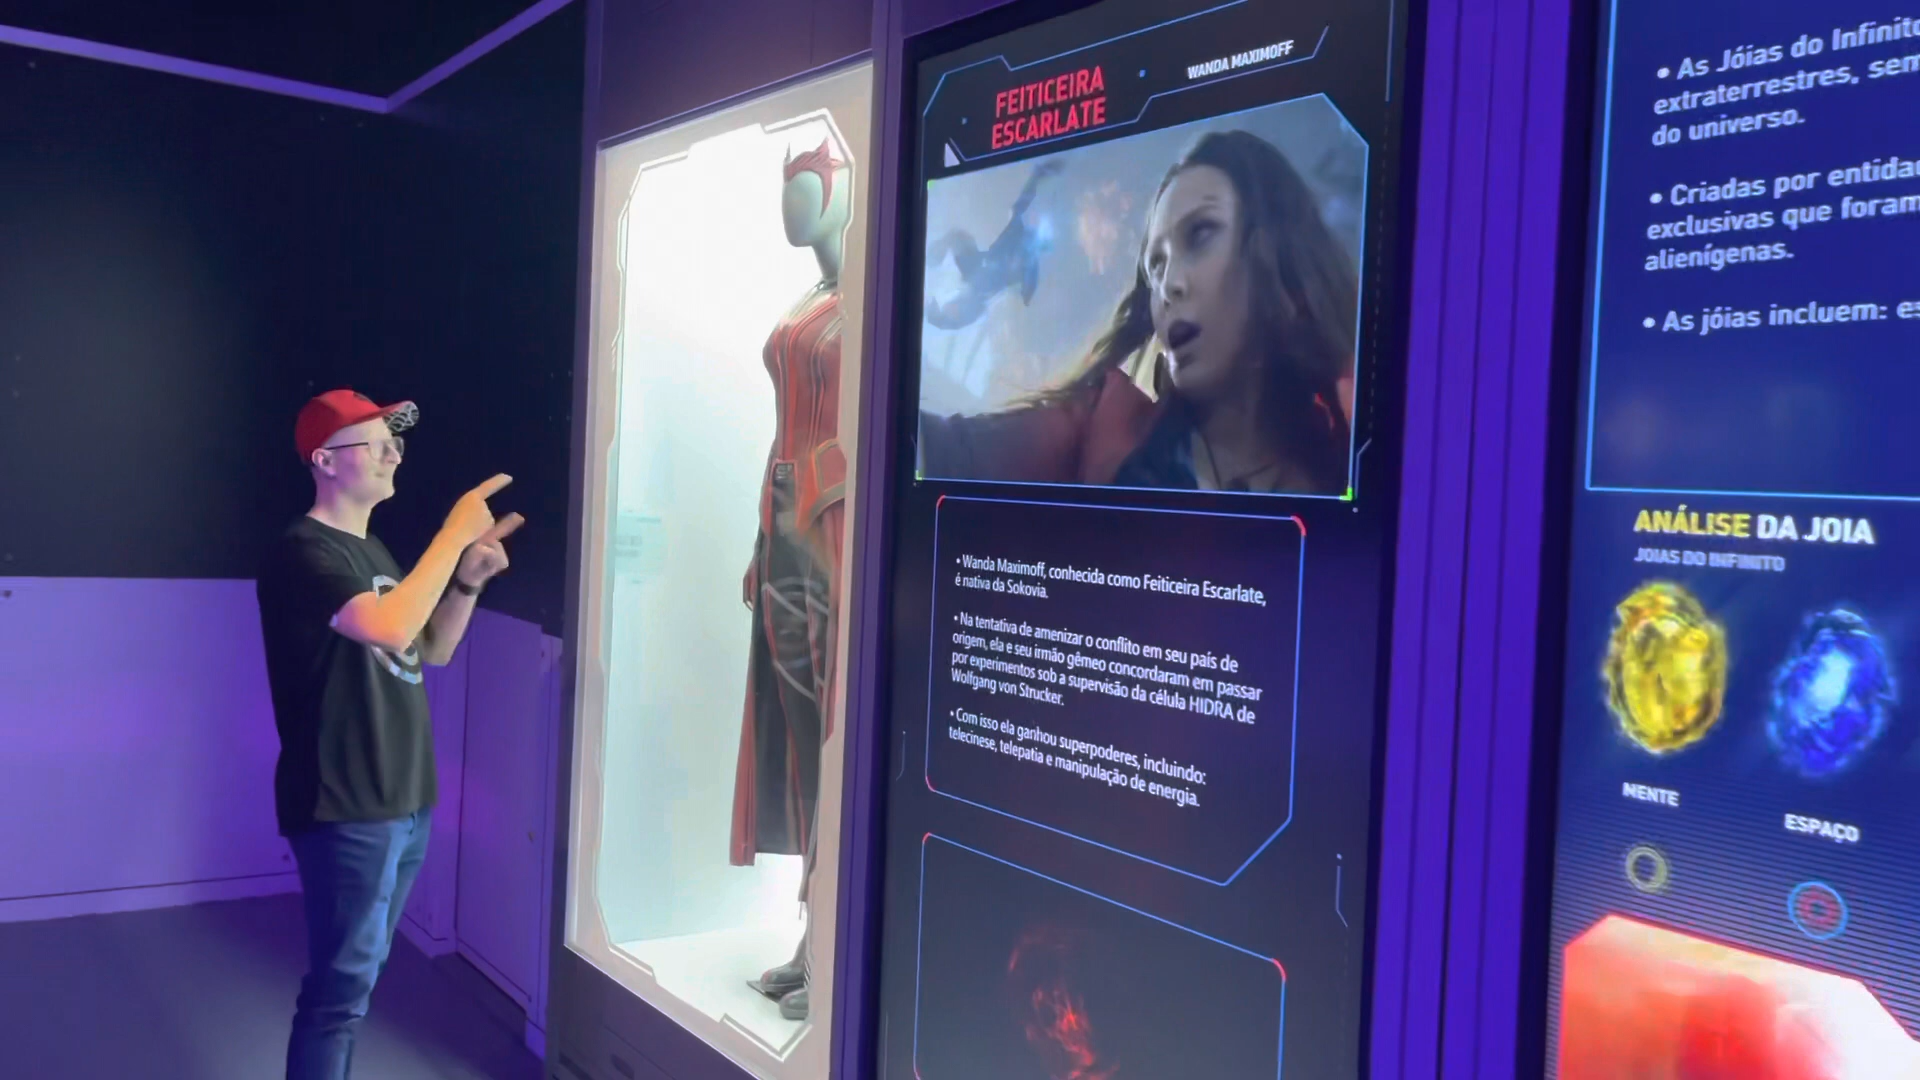 FEITICEIRA
ESCARLATE
WANDA MAXIMOFF
• Wanda Maximoff, conhecida como Feiticeira Escarlate,
é nativa da Sokovia.
• Na tentativa de amenizar o conflito em seu país de
origem, ela e seu irmão gêmeo concordaram em passar
por experimentos sob a supervisão da célula HIDRA de
Wolfgang von Strucker.
• Com isso ela ganhou superpoderes, incluindo:
telecinese, telepatia e manipulação de energia.
• As Jóias do Infinito
extraterrestres, sem
do universo.
• Criadas por entida
exclusivas que foram
alienígenas.
• As jóias incluem: es
ANÁLISE DA JOIA
JOIAS DO INFINITO
MENTE
ESPAÇO